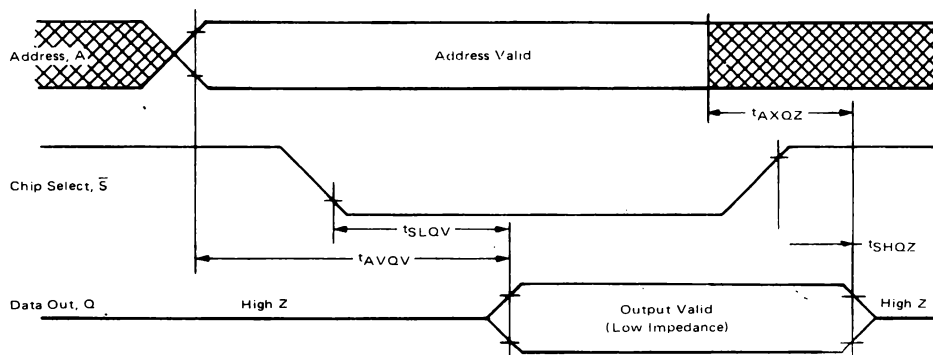 Address, A
Address Valid
tAXQZ
Chip Select, S̅
tSLQV
tSHQZ
tAVQV
Data Out, Q
High Z
Output Valid
(Low Impedance)
High Z